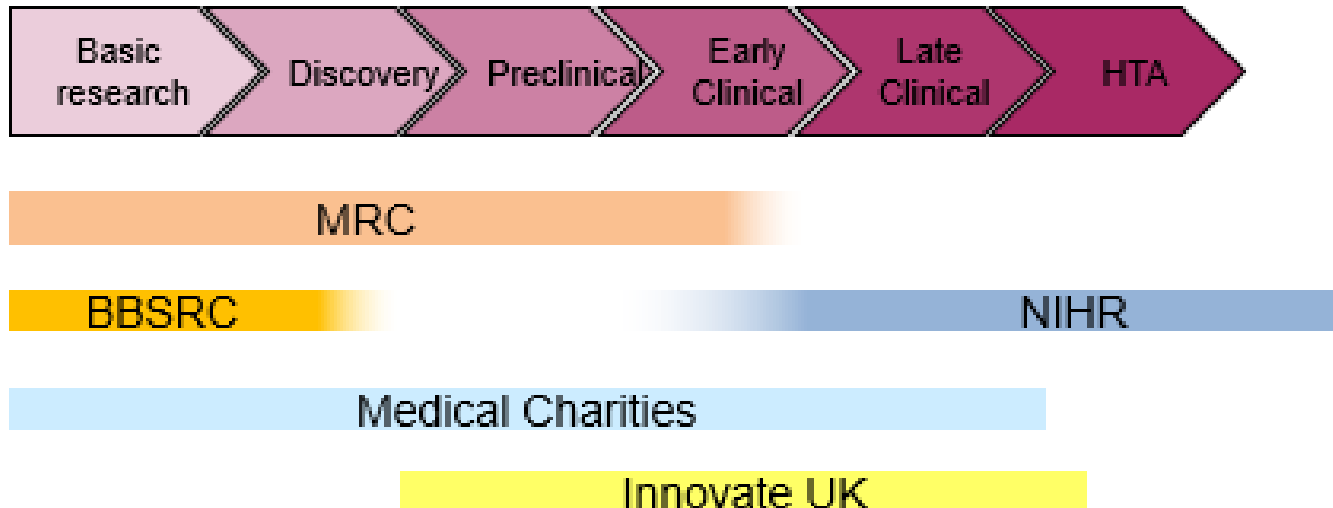 Basic
research
Discovery
Preclinical
Early
Clinical
Late
Clinical
HTA
MRC
BBSRC
NIHR
Medical Charities
Innovate UK